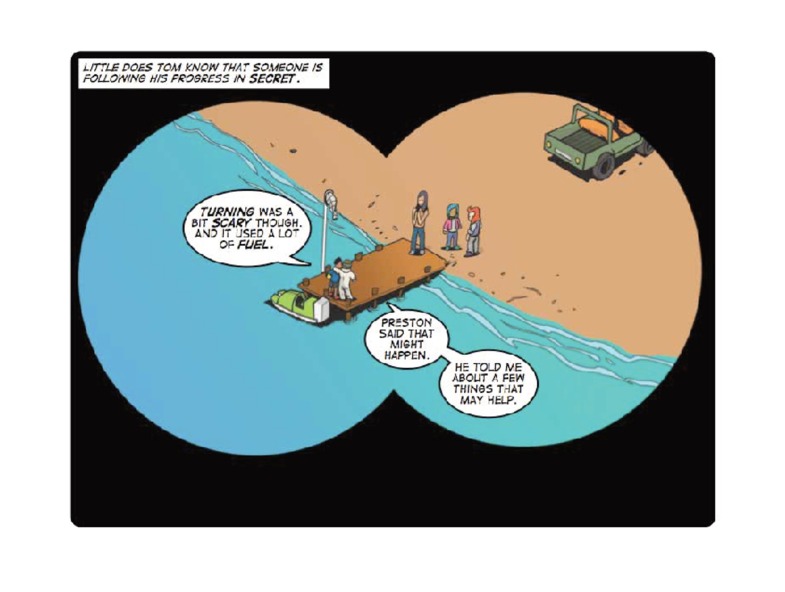 LITTLE DOES TOM KNOW THAT SOMEONE IS
FOLLOWING HIS PROGRESS IN SECRET.
TURNING WAS A
BIT SCARY THOUGH.
AND IT USED A LOT
OF FUEL.
PRESTON
SAID THAT
MIGHT
HAPPEN.
HE TOLD ME
ABOUT A FEW
THINGS THAT
MAY HELP.